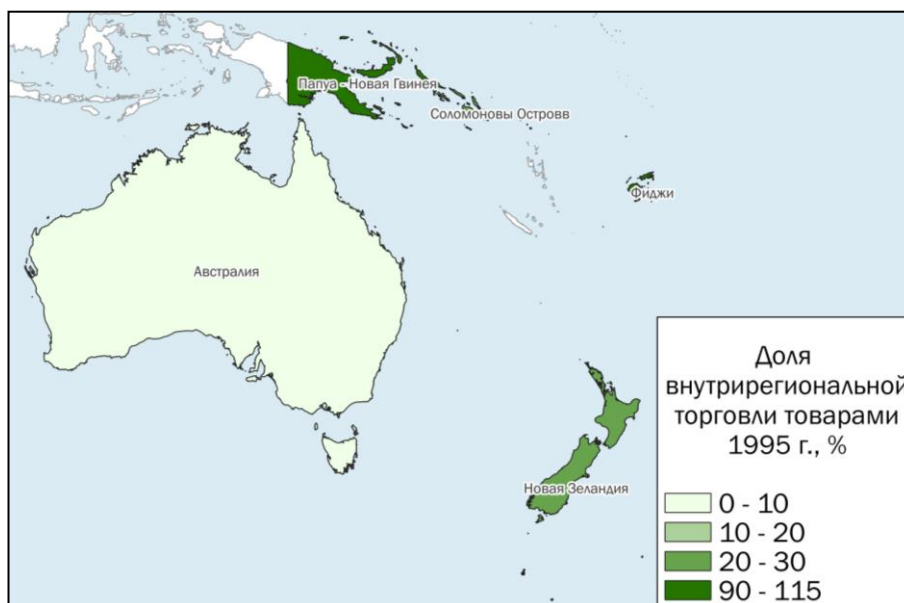 Папуа - Новая Гвинея
Соломоновы Островв
Фиджи
Австралия
Новая Зеландия
Доля
внутрирегиональной
торговли товарами
1995 г., %
0 - 10
10 - 20
20 - 30
90 - 115